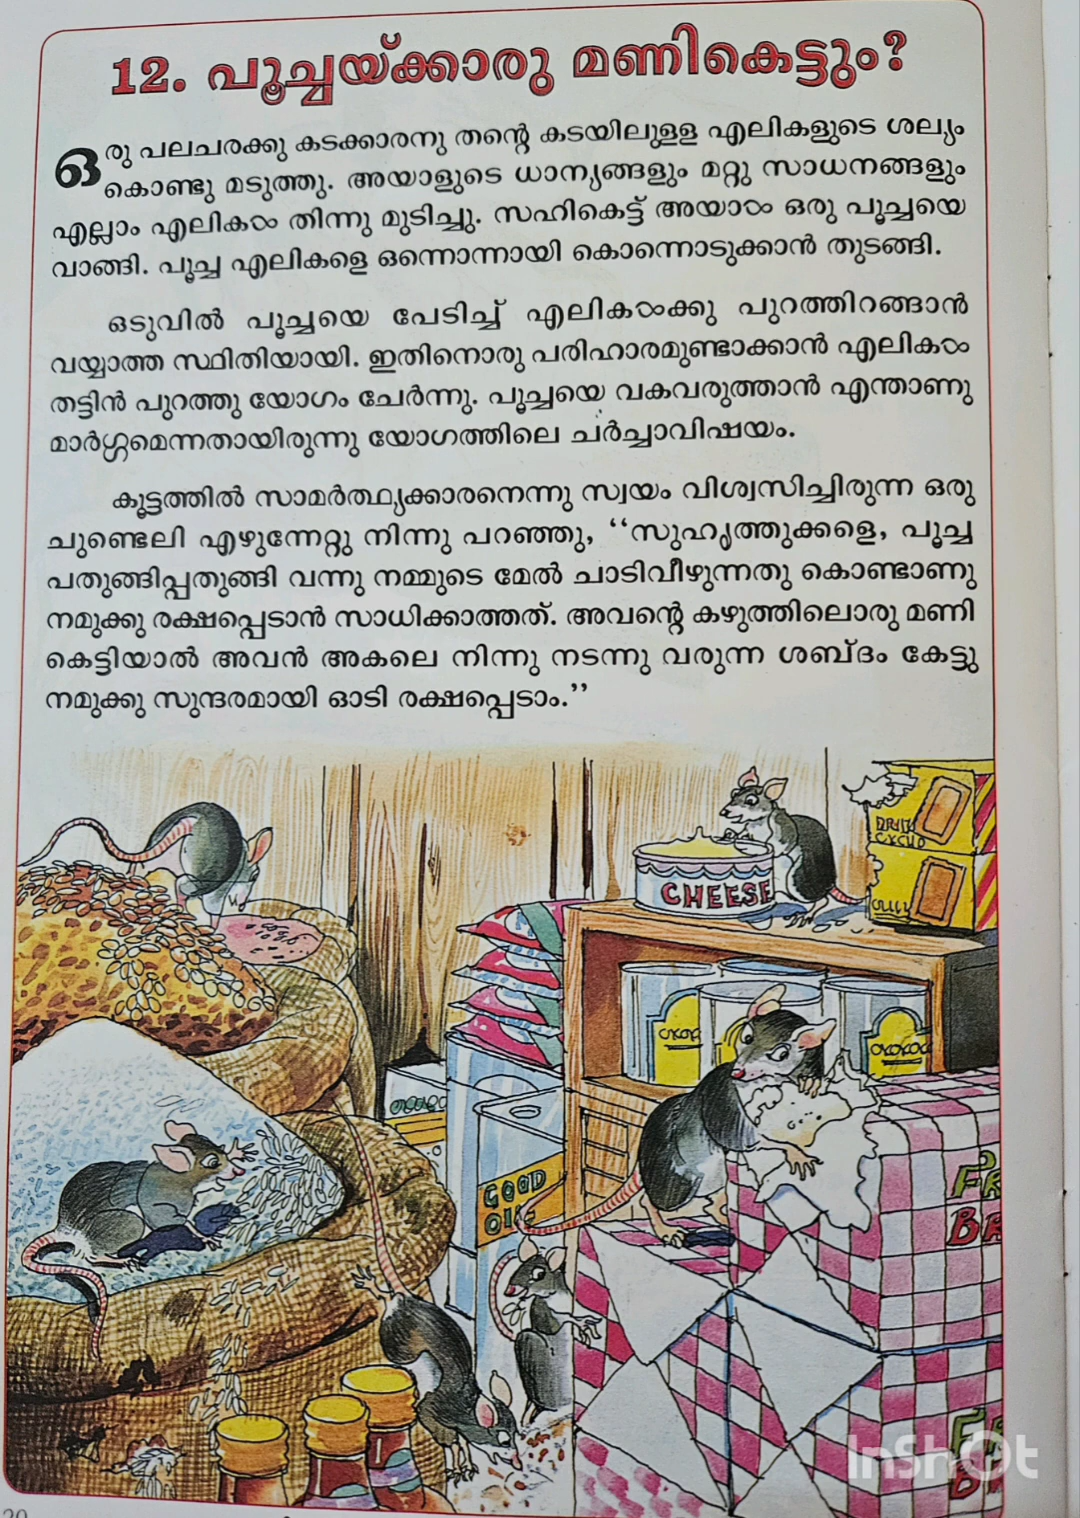 12. പൂച്ചയ്ക്കാരു മണികെട്ടും?
ഒരു പലചരക്കു കടക്കാരനു തന്റെ കടയിലുളള എലികളുടെ ശല്യം
കൊണ്ടു മടുത്തു. അയാളുടെ ധാന്യങ്ങളും മറ്റു സാധനങ്ങളും
എല്ലാം എലികൾ തിന്നു മുടിച്ചു. സഹികെട്ട് അയാൾ ഒരു പൂച്ചയെ
വാങ്ങി. പൂച്ച എലികളെ ഒന്നൊന്നായി കൊന്നൊടുക്കാൻ തുടങ്ങി.
ഒടുവിൽ പൂച്ചയെ പേടിച്ച് എലികൾക്കു പുറത്തിറങ്ങാൻ
വയ്യാത്ത സ്ഥിതിയായി. ഇതിനൊരു പരിഹാരമുണ്ടാക്കാൻ എലികൾ
തട്ടിൻ പുറത്തു യോഗം ചേർന്നു. പൂച്ചയെ വകവരുത്താൻ എന്താണു
മാർഗ്ഗമെന്നതായിരുന്നു യോഗത്തിലെ ചർച്ചാവിഷയം.
കൂട്ടത്തിൽ സാമർത്ഥ്യക്കാരനെന്നു സ്വയം വിശ്വസിച്ചിരുന്ന ഒരു
ചുണ്ടെലി എഴുന്നേറ്റു നിന്നു പറഞ്ഞു, “സുഹൃത്തുക്കളെ, പൂച്ച
പതുങ്ങിപ്പതുങ്ങി വന്നു നമ്മുടെ മേൽ ചാടിവീഴുന്നതു കൊണ്ടാണു
നമുക്കു രക്ഷപ്പെടാൻ സാധിക്കാത്തത്. അവന്റെ കഴുത്തിലൊരു മണി
കെട്ടിയാൽ അവൻ അകലെ നിന്നു നടന്നു വരുന്ന ശബ്ദം കേട്ടു
നമുക്കു സുന്ദരമായി ഓടി രക്ഷപ്പെടാം.”
CHEESE
GOOD
InShOt